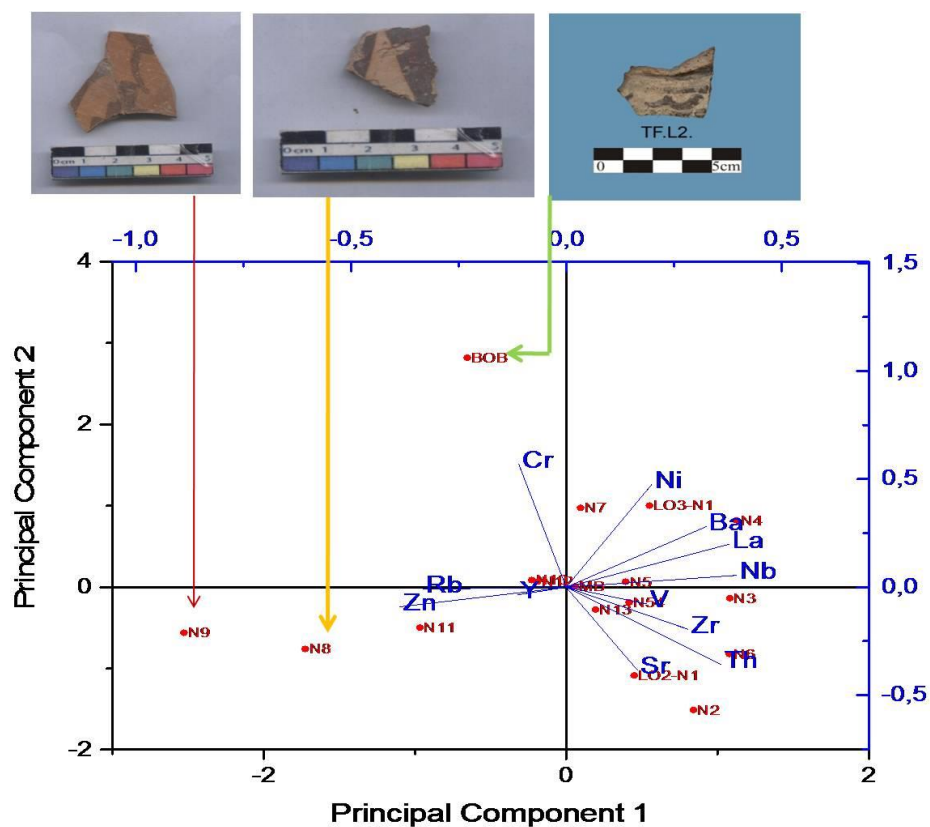 0cm 1 2 3 4 5
0cm 1 2 3 4 5
TF.L2.
0 5cm
-1,0 -0,5 0,0 0,5
4 1,5
BOB
1,0
2
Cr
Ni 0,5
N7 LO3-N1 N4
Ba
La
Nb
0 Rb Y N5 0,0
Zn V
N54 N3
N13
Zr
N11
N9 N8
Sr Th N6
LO2-N1 -0,5
N2
-2
-2 0 2
Principal Component 2
Principal Component 1